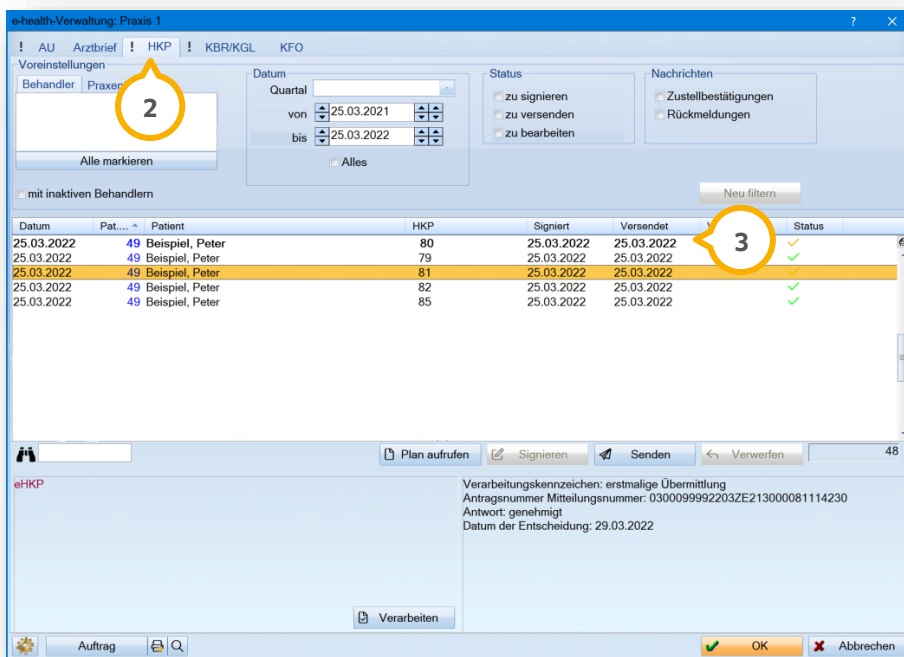 e-health-Verwaltung: Praxis 1 ?
! AU Arztbrief ! HKP ! KBR/KGL KFO
Voreinstellungen
Behandler
2
Alle markieren
mit inaktiven Behandlern
Datum
Quartal
von 25.03.2021
bis 25.03.2022
Alles
Status
zu signieren
zu versenden
zu bearbeiten
Nachrichten
Zustellbestätigungen
Rückmeldungen
Neu filtern
Datum Pat.... Patient HKP Signiert Versendet Status
25.03.2022 49 Beispiel, Peter 80 25.03.2022 25.03.2022
3
25.03.2022 49 Beispiel, Peter 79 25.03.2022 25.03.2022
25.03.2022 49 Beispiel, Peter 81 25.03.2022 25.03.2022
25.03.2022 49 Beispiel, Peter 82 25.03.2022 25.03.2022
25.03.2022 49 Beispiel, Peter 85 25.03.2022 25.03.2022
Plan aufrufen Signieren Senden Verwerfen 48
eHKP
Verarbeitungskennzeichen: erstmalige Übermittlung
Antragsnummer Mitteilungsnummer: 0300099992203ZE213000081114230
Antwort: genehmigt
Datum der Entscheidung: 29.03.2022
Verarbeiten
Auftrag OK Abbrechen